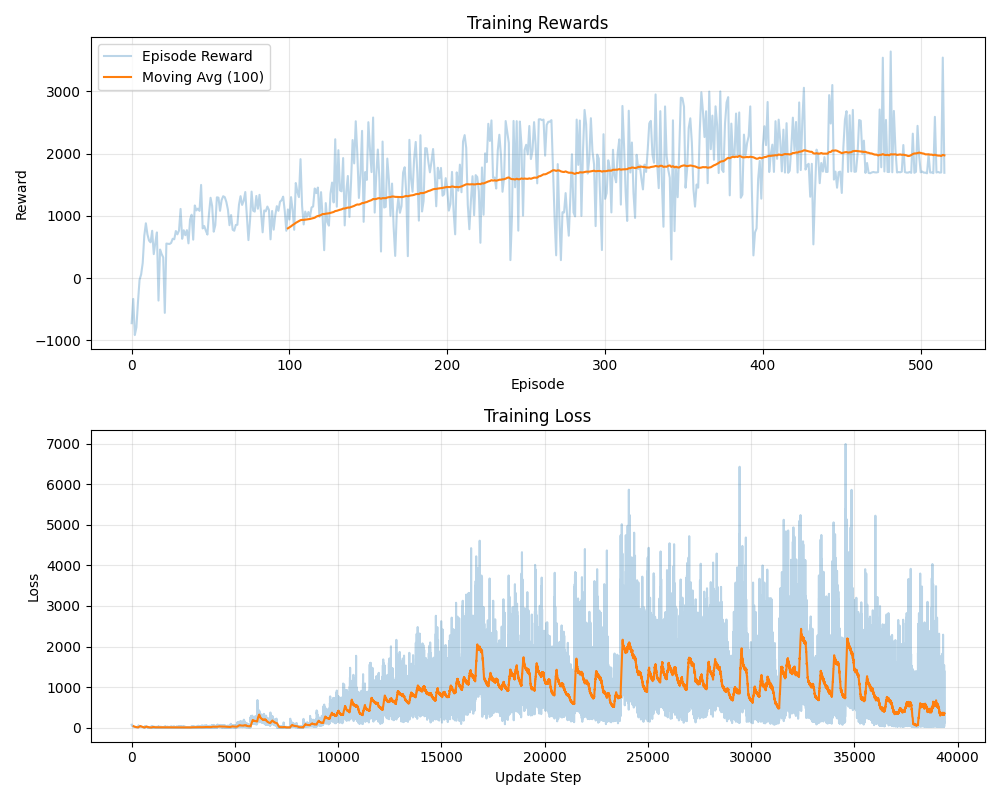 Training Rewards
Episode Reward
Moving Avg (100)
3000
2000
1000
0
−1000
Reward
0 100 200 300 400 500
Episode
Training Loss
7000
6000
5000
4000
3000
2000
1000
0
Loss
0 5000 10000 15000 20000 25000 30000 35000 40000
Update Step